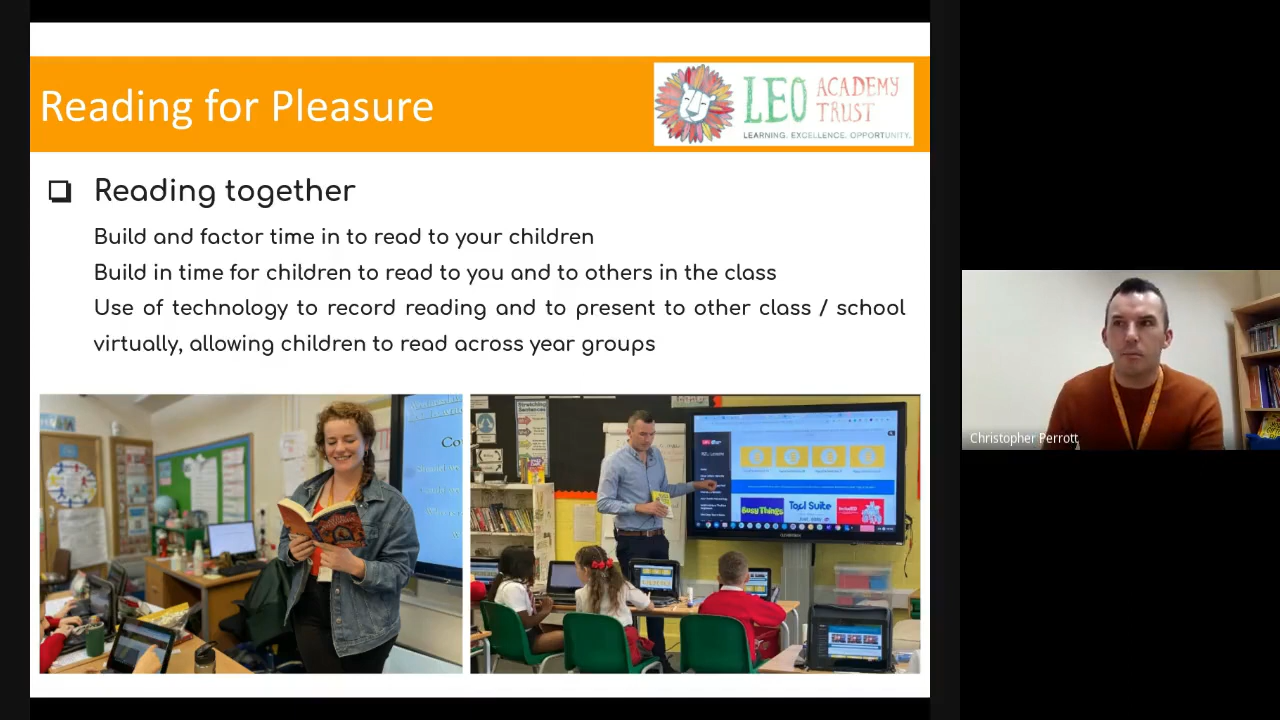 Reading for Pleasure
LEO ACADEMY TRUST
LEARNING. EXCELLENCE. OPPORTUNITY.
Reading together
Build and factor time in to read to your children
Build in time for children to read to you and to others in the class
Use of technology to record reading and to present to other class / school
virtually, allowing children to read across year groups
Busy Things
Christopher Perrott